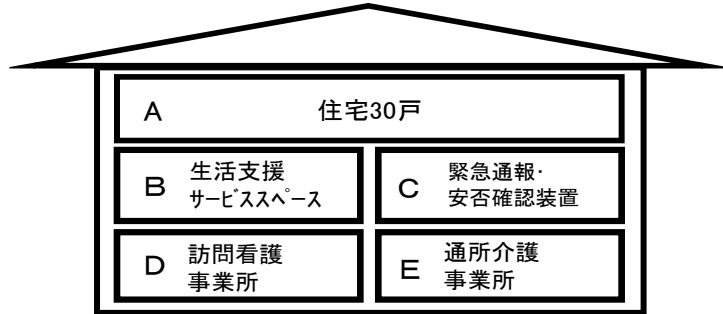 A 住宅30戸
B 生活支援
ｻｰﾋﾞｽｽﾍﾟｰｽ
C 緊急通報･
安否確認装置
D 訪問看護
事業所
E 通所介護
事業所